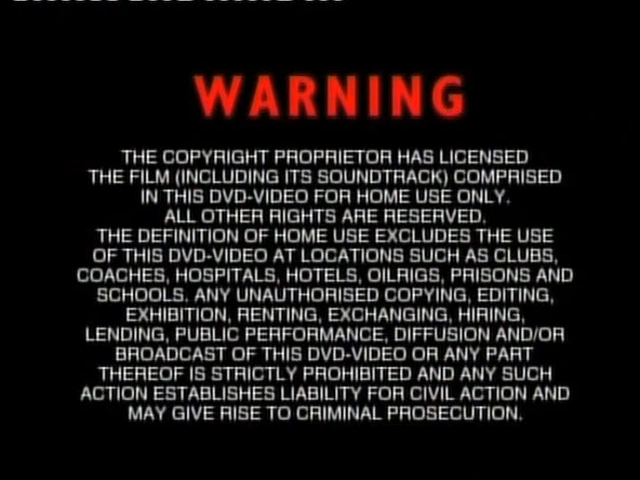 WARNING
THE COPYRIGHT PROPRIETOR HAS LICENSED
THE FILM (INCLUDING ITS SOUNDTRACK) COMPRISED
IN THIS DVD-VIDEO FOR HOME USE ONLY.
ALL OTHER RIGHTS ARE RESERVED.
THE DEFINITION OF HOME USE EXCLUDES THE USE
OF THIS DVD-VIDEO AT LOCATIONS SUCH AS CLUBS,
COACHES, HOSPITALS, HOTELS, OILRIGS, PRISONS AND
SCHOOLS. ANY UNAUTHORISED COPYING, EDITING,
EXHIBITION, RENTING, EXCHANGING, HIRING,
LENDING, PUBLIC PERFORMANCE, DIFFUSION AND/OR
BROADCAST OF THIS DVD-VIDEO OR ANY PART
THEREOF IS STRICTLY PROHIBITED AND ANY SUCH
ACTION ESTABLISHES LIABILITY FOR CIVIL ACTION AND
MAY GIVE RISE TO CRIMINAL PROSECUTION.